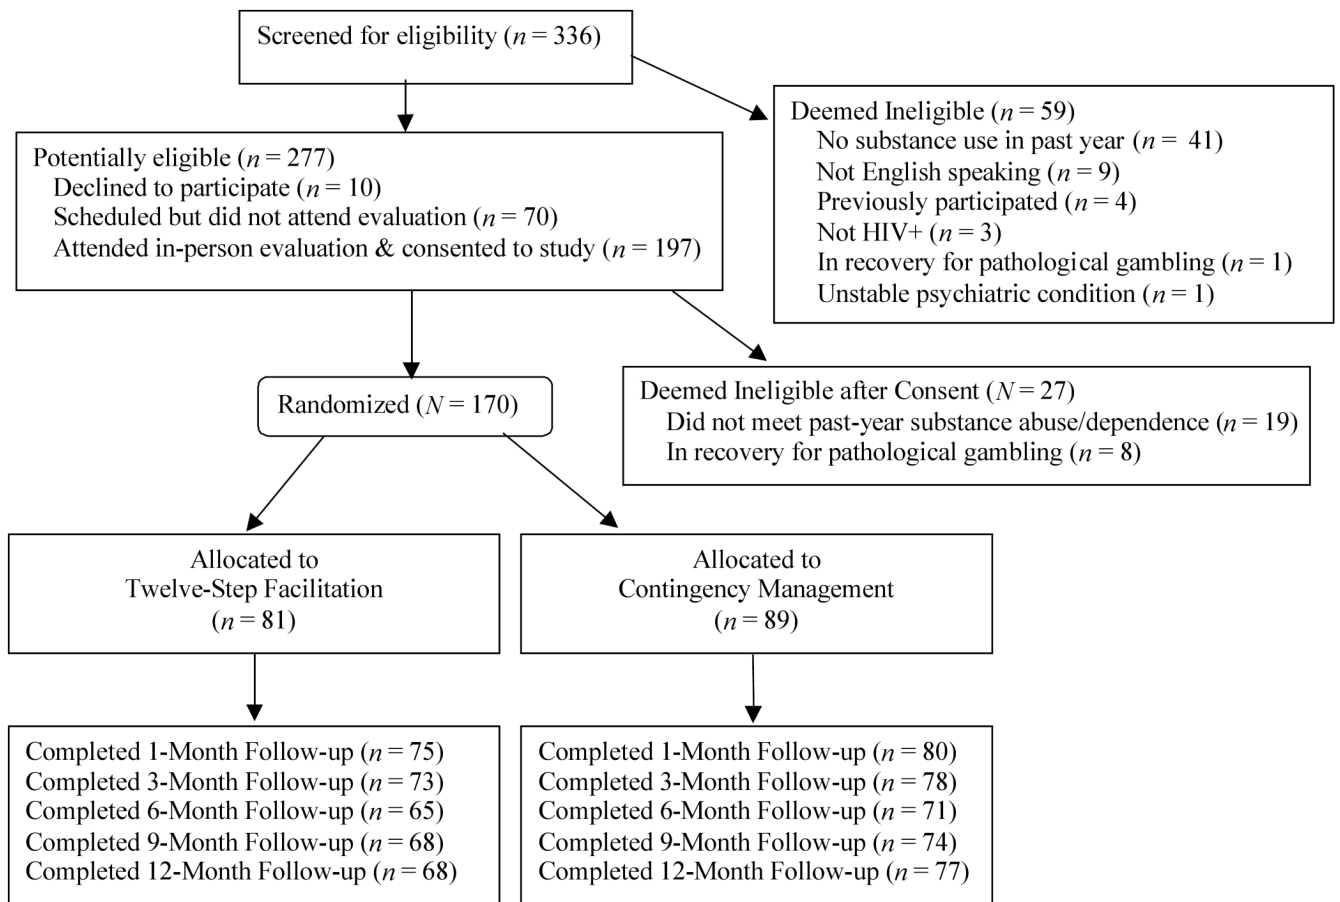 Screened for eligibility (n = 336)
Deemed Ineligible (n = 59)
No substance use in past year (n = 41)
Not English speaking (n = 9)
Previously participated (n = 4)
Not HIV+ (n = 3)
In recovery for pathological gambling (n = 1)
Unstable psychiatric condition (n = 1)
Potentially eligible (n = 277)
Declined to participate (n = 10)
Scheduled but did not attend evaluation (n = 70)
Attended in-person evaluation & consented to study (n = 197)
Deemed Ineligible after Consent (N = 27)
Did not meet past-year substance abuse/dependence (n = 19)
In recovery for pathological gambling (n = 8)
Randomized (N = 170)
Allocated to
Twelve-Step Facilitation
(n = 81)
Allocated to
Contingency Management
(n = 89)
Completed 1-Month Follow-up (n = 75)
Completed 3-Month Follow-up (n = 73)
Completed 6-Month Follow-up (n = 65)
Completed 9-Month Follow-up (n = 68)
Completed 12-Month Follow-up (n = 68)
Completed 1-Month Follow-up (n = 80)
Completed 3-Month Follow-up (n = 78)
Completed 6-Month Follow-up (n = 71)
Completed 9-Month Follow-up (n = 74)
Completed 12-Month Follow-up (n = 77)